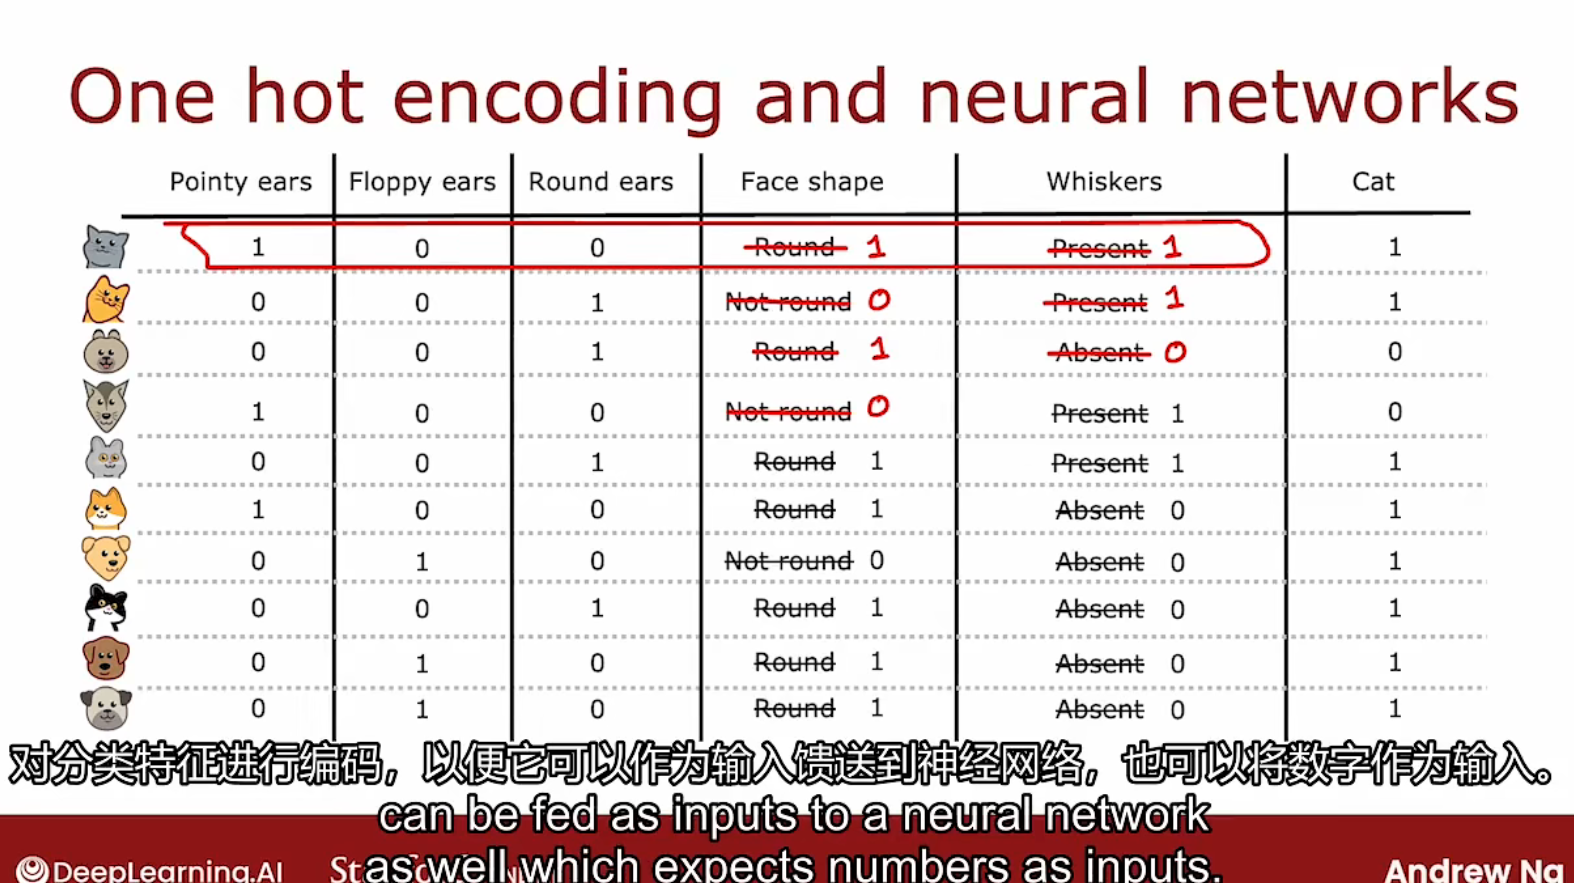 One hot encoding and neural networks
Pointy ears Floppy ears Round ears Face shape Whiskers Cat
1 0 0 Round 1 Present 1 1
0 0 1 Not round 0 Present 1 1
0 0 1 Round 1 Absent 0 0
1 0 0 Not round 0 Present 1 0
0 0 1 Round 1 Present 1 1
1 0 0 Round 1 Absent 0 1
0 1 0 Not round 0 Absent 0 1
0 0 1 Round 1 Absent 0 1
0 1 0 Round 1 Absent 0 1
0 1 0 Round 1 Absent 0 1
对分类特征进行编码，以便它可以作为输入馈送到神经网络，也可以将数字作为输入。
can be fed as inputs to a neural network
as well which expects numbers as inputs.
DeepLearning.AI Andrew Ng